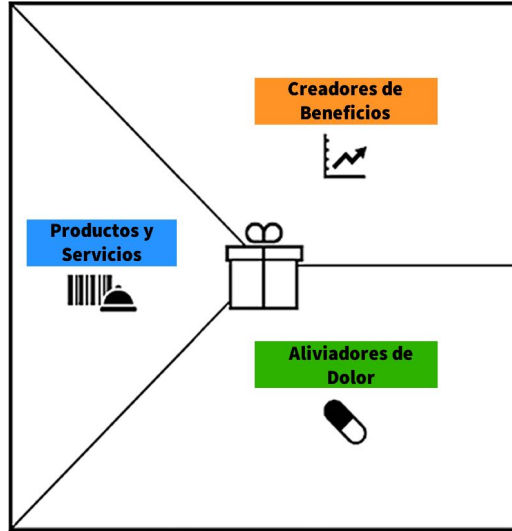 Creadores de
Beneficios
Productos y
Servicios
Aliviadores de
Dolor